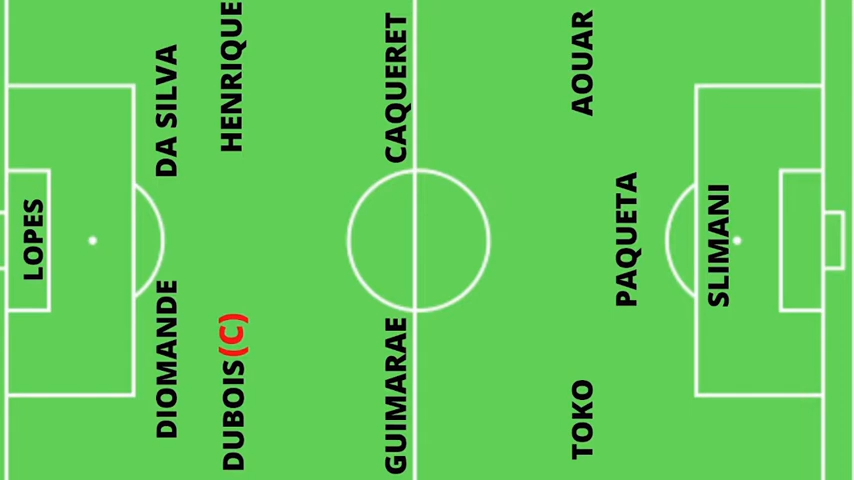 LOPES
DA SILVA
DIOMANDE
HENRIQUE
DUBOIS(C)
CAQUERET
GUIMARAE
AOUAR
TOKO
PAQUETA
SLIMANI